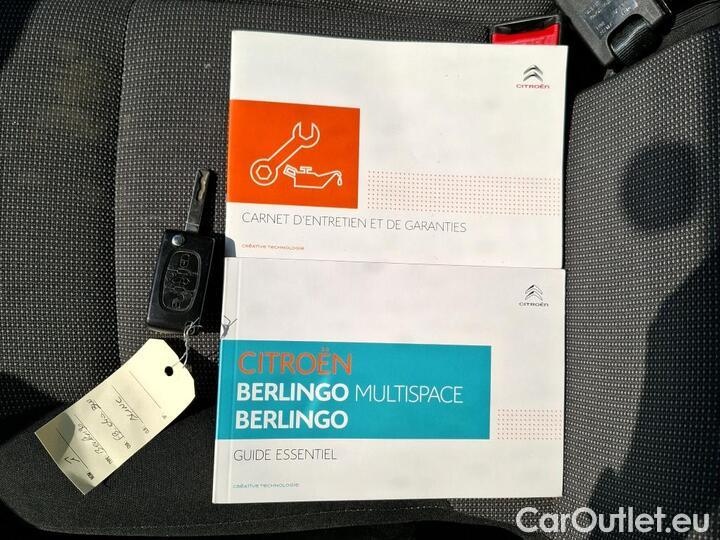 CITROËN
CARNET D'ENTRETIEN ET DE GARANTIES
CRÉATIVE TECHNOLOGIE
CITROËN
CITROËN
BERLINGO MULTISPACE
BERLINGO
GUIDE ESSENTIEL
CRÉATIVE TECHNOLOGIE
CarOutlet.eu